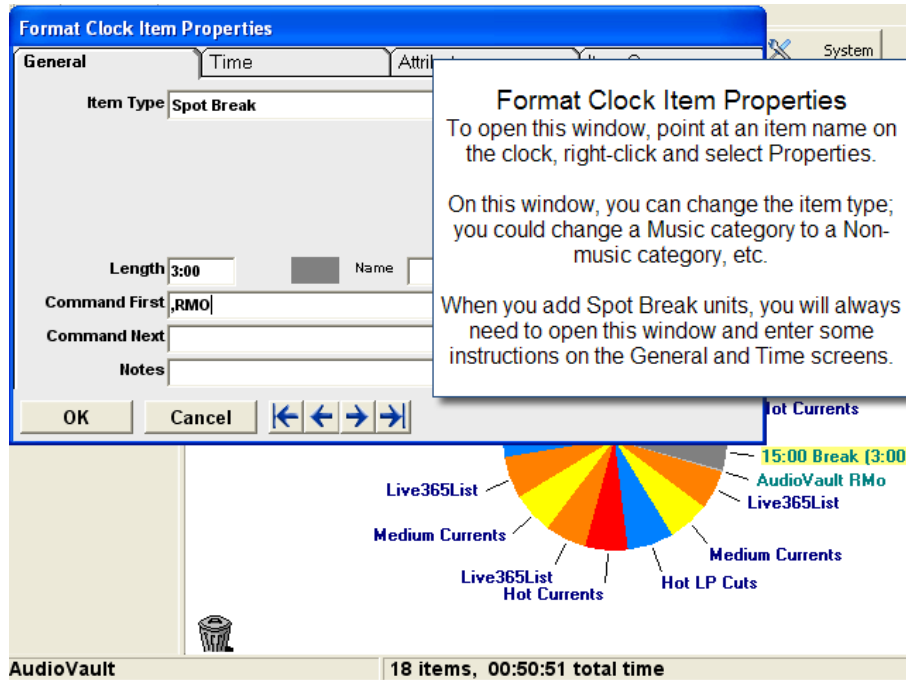 Format Clock Item Properties
System
General
Time
Item Type
Spot Break
Format Clock Item Properties
To open this window, point at an item name on
the clock, right-click and select Properties.
On this window, you can change the item type;
you could change a Music category to a Non-
music category, etc.
When you add Spot Break units, you will always
need to open this window and enter some
instructions on the General and Time screens.
Length 3:00
Name
Command First ,RMO
Command Next
Notes
OK
Cancel
Hot Currents
15:00 Break (3:00
AudioVault RMo
Live365List
Live365List
Medium Currents
Medium Currents
Live365List
Hot LP Cuts
Hot Currents
AudioVault
18 items, 00:50:51 total time